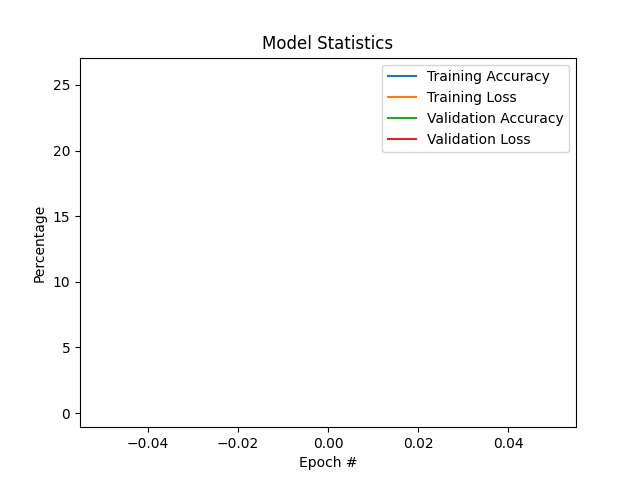 Model Statistics
Training Accuracy
Training Loss
Validation Accuracy
Validation Loss
Percentage
25
20
15
10
5
0
−0.04 −0.02 0.00 0.02 0.04
Epoch #